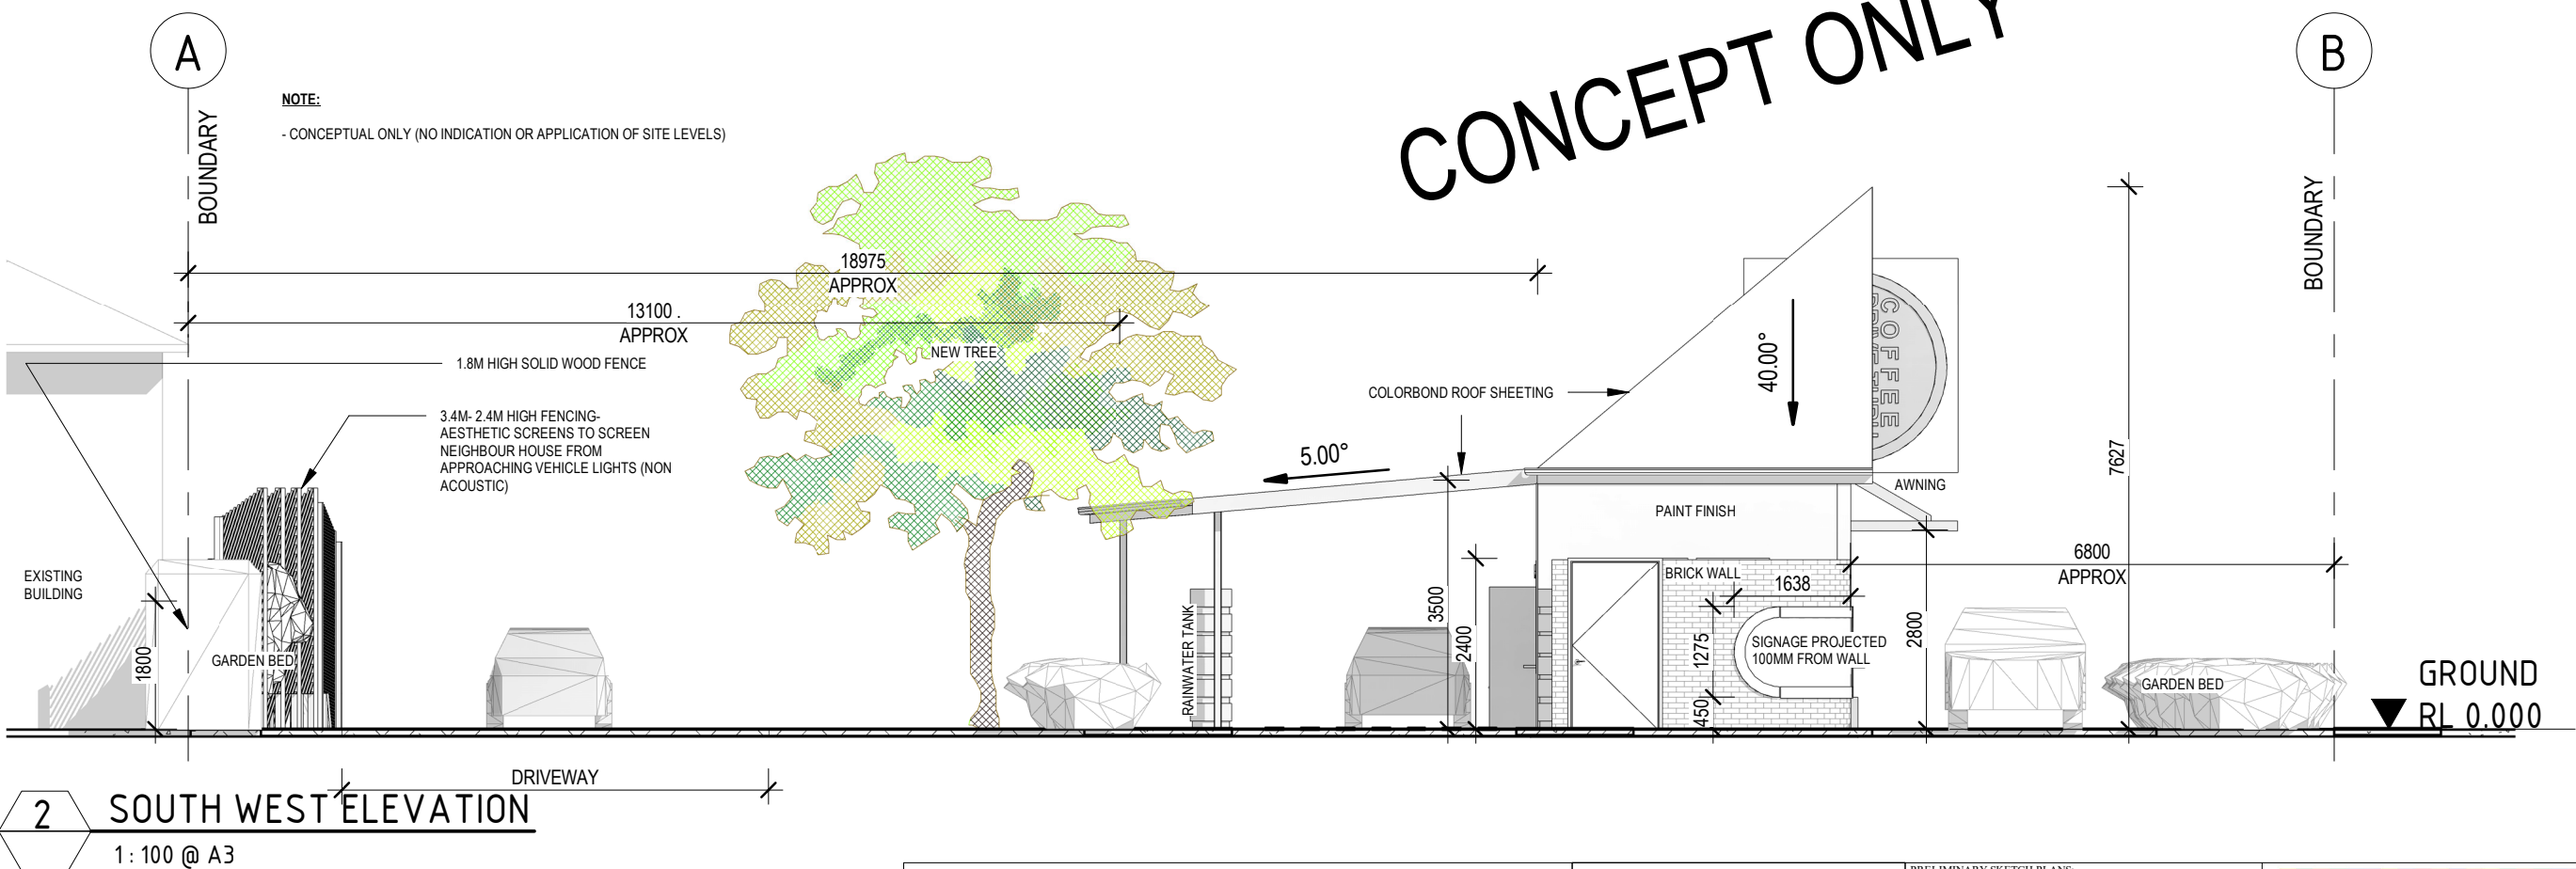 CONCEPT ONLY
A
B
BOUNDARY
BOUNDARY
NOTE:
- CONCEPTUAL ONLY (NO INDICATION OR APPLICATION OF SITE LEVELS)
18975
APPROX
13100 .
APPROX
1.8M HIGH SOLID WOOD FENCE
NEW TREE
3.4M- 2.4M HIGH FENCING-
AESTHETIC SCREENS TO SCREEN
NEIGHBOUR HOUSE FROM
APPROACHING VEHICLE LIGHTS (NON
ACOUSTIC)
COLORBOND ROOF SHEETING
40.00°
COFFEE
5.00°
7627
AWNING
PAINT FINISH
6800
APPROX
EXISTING
BUILDING
BRICK WALL
1638
3500
2400
1275
SIGNAGE PROJECTED
100MM FROM WALL
2800
1800
GARDEN BED
RAINWATER TANK
450
GARDEN BED
GROUND
RL 0.000
DRIVEWAY
2
SOUTH WEST ELEVATION
1 : 100 @ A3
PRELIMINARY SKETCH PLANS: